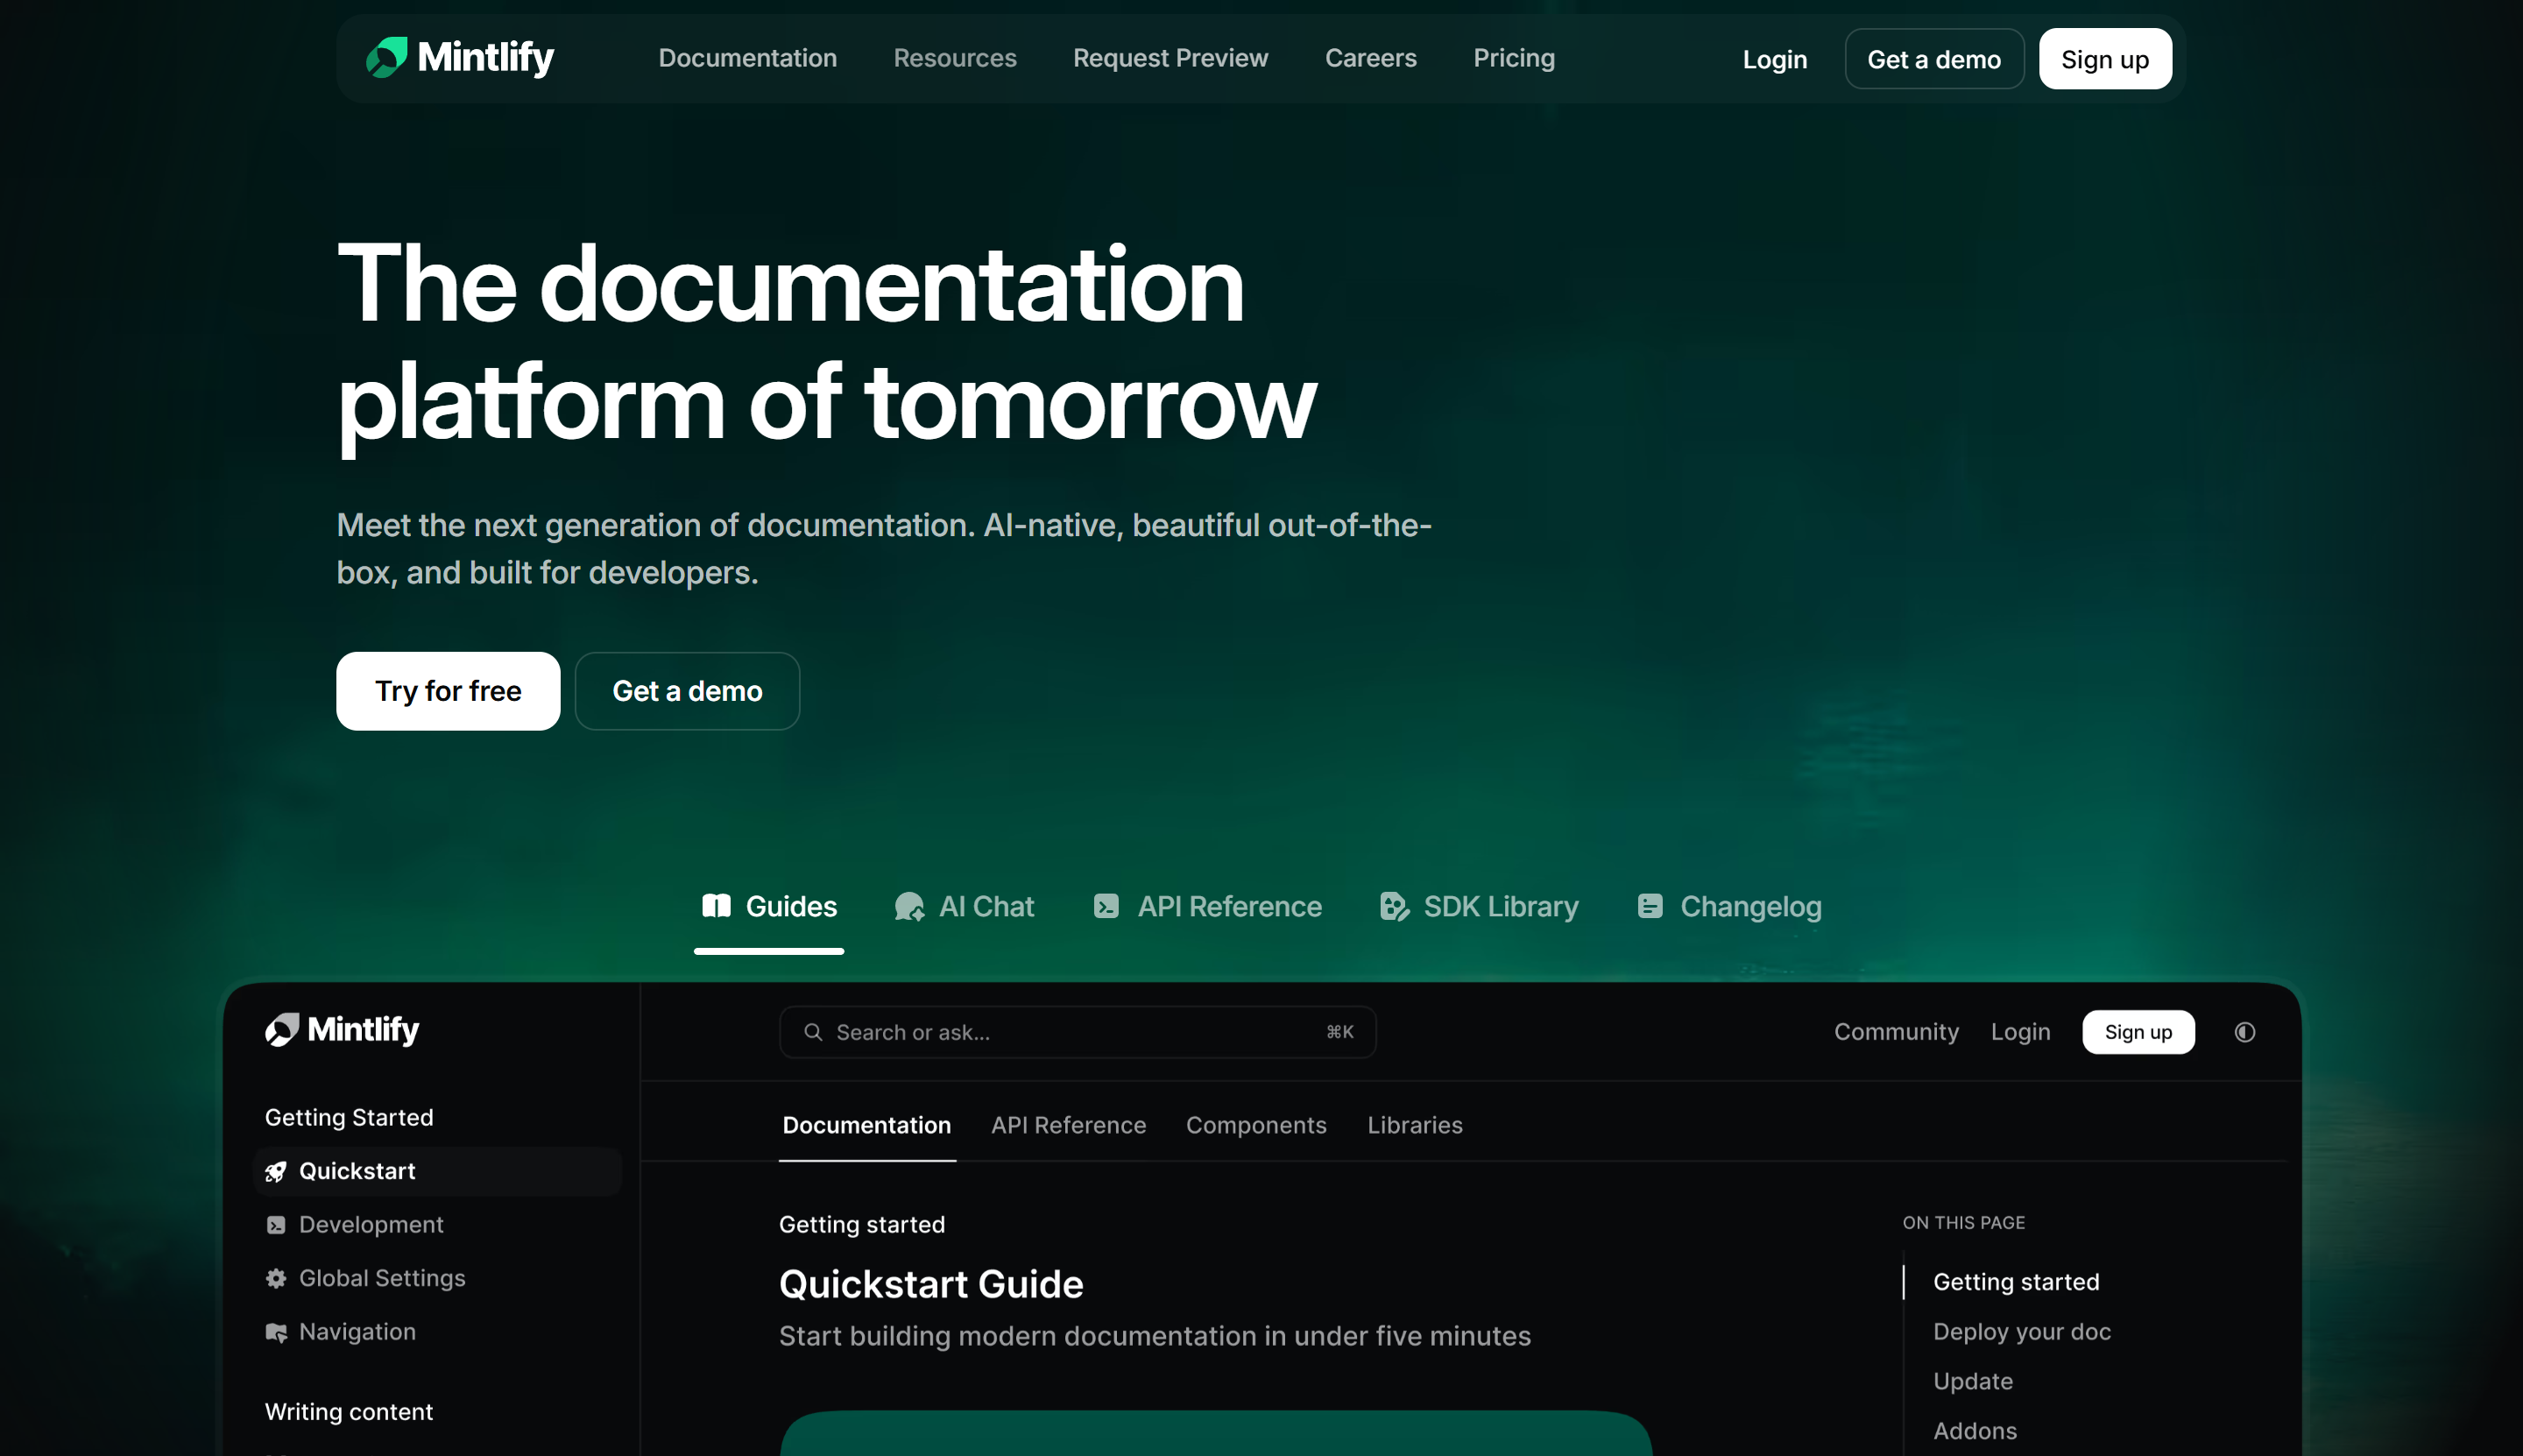 Mintlify
Documentation
Resources
Request Preview
Careers
Pricing
Login
Get a demo
Sign up
The documentation
platform of tomorrow
Meet the next generation of documentation. AI-native, beautiful out-of-the-
box, and built for developers.
Try for free
Get a demo
Guides
AI Chat
API Reference
SDK Library
Changelog
Mintlify
Search or ask...
⌘K
Community
Login
Sign up
Getting Started
Quickstart
Development
Global Settings
Navigation
Writing content
Documentation
API Reference
Components
Libraries
Getting started
Quickstart Guide
Start building modern documentation in under five minutes
ON THIS PAGE
Getting started
Deploy your doc
Update
Addons